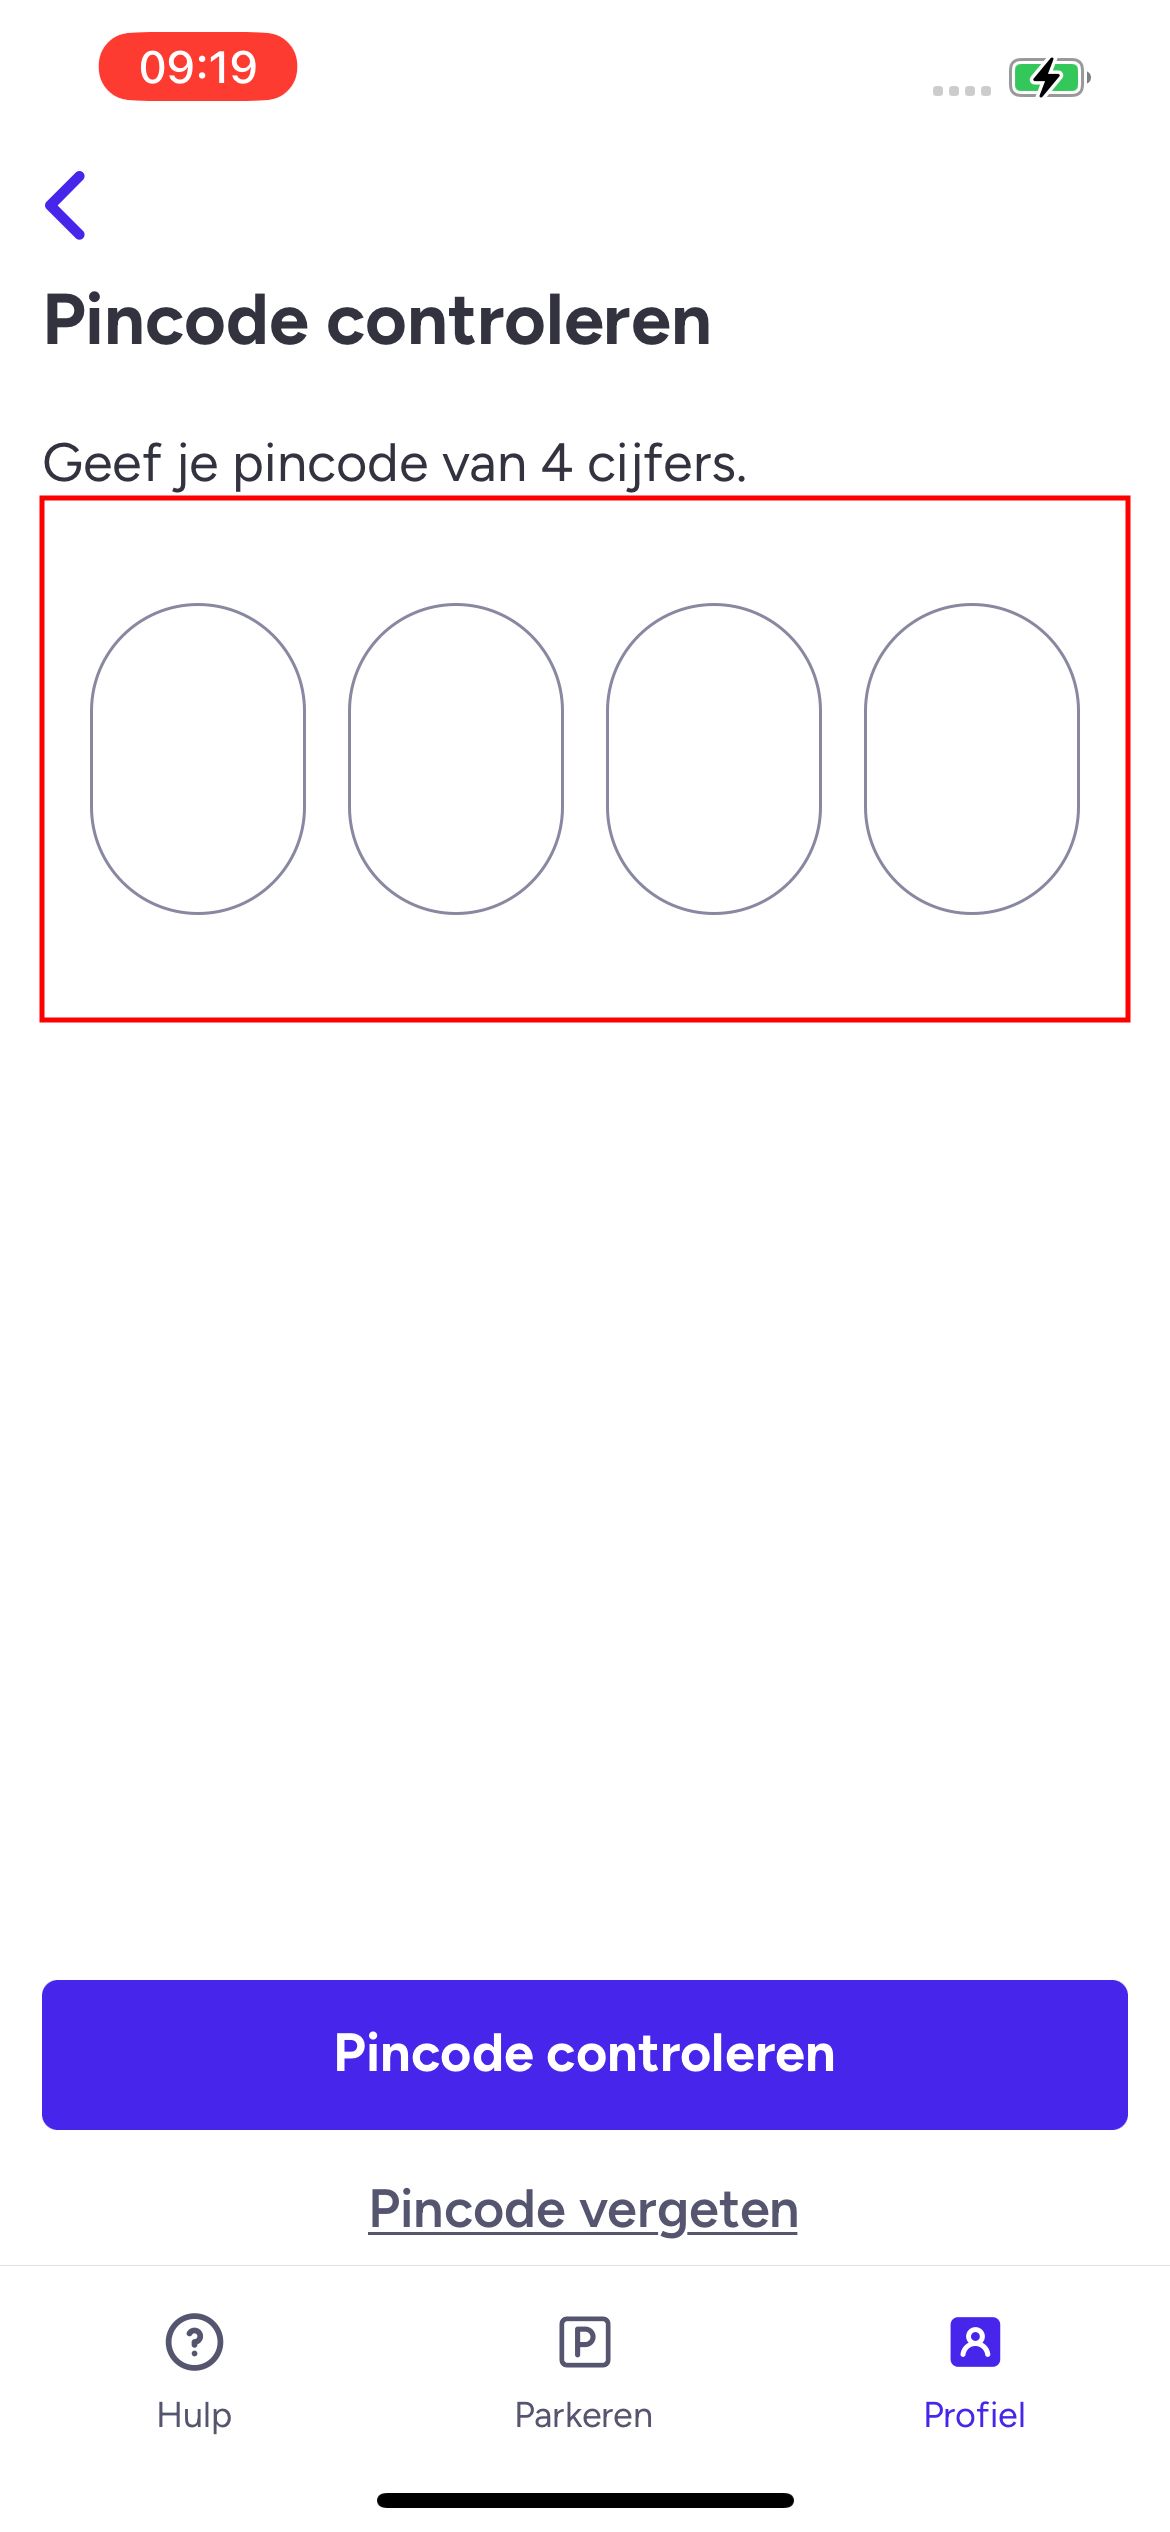 09:19
Pincode controleren
Geef je pincode van 4 cijfers.
Pincode controleren
Pincode vergeten
Hulp
Parkeren
Profiel